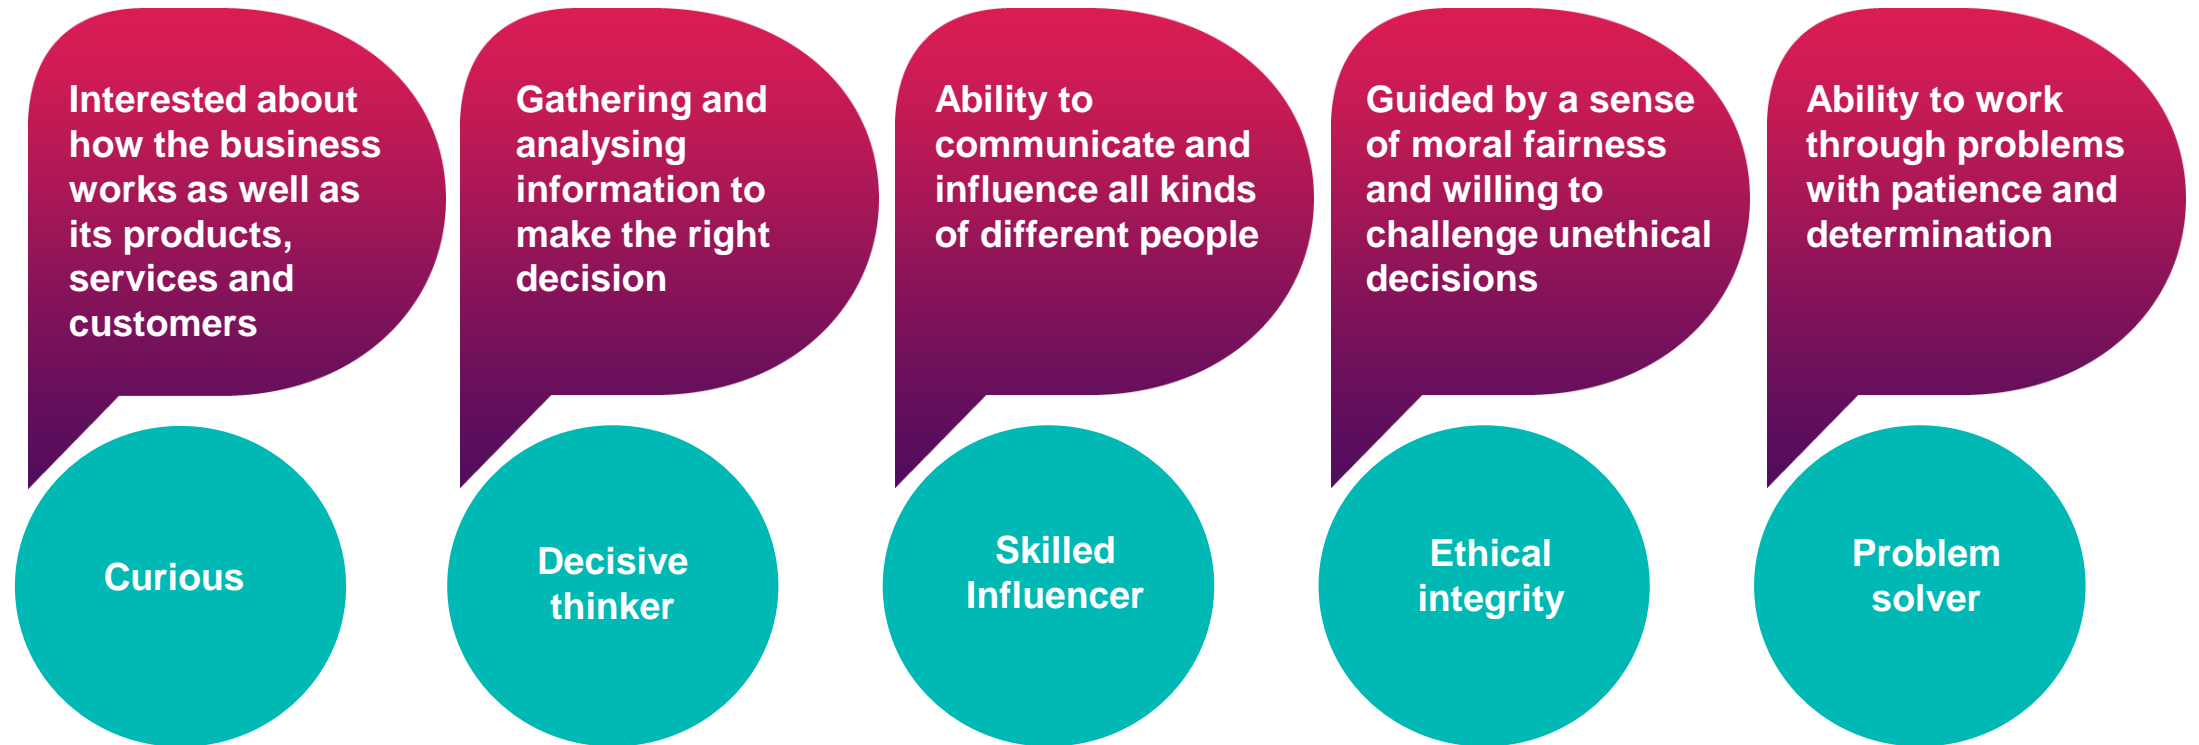 Interested about
how the business
works as well as
its products,
services and
customers
Curious
Gathering and
analysing
information to
make the right
decision
Decisive
thinker
Ability to
communicate and
influence all kinds
of different people
Skilled
Influencer
Guided by a sense
of moral fairness
and willing to
challenge unethical
decisions
Ethical
integrity
Ability to work
through problems
with patience and
determination
Problem
solver